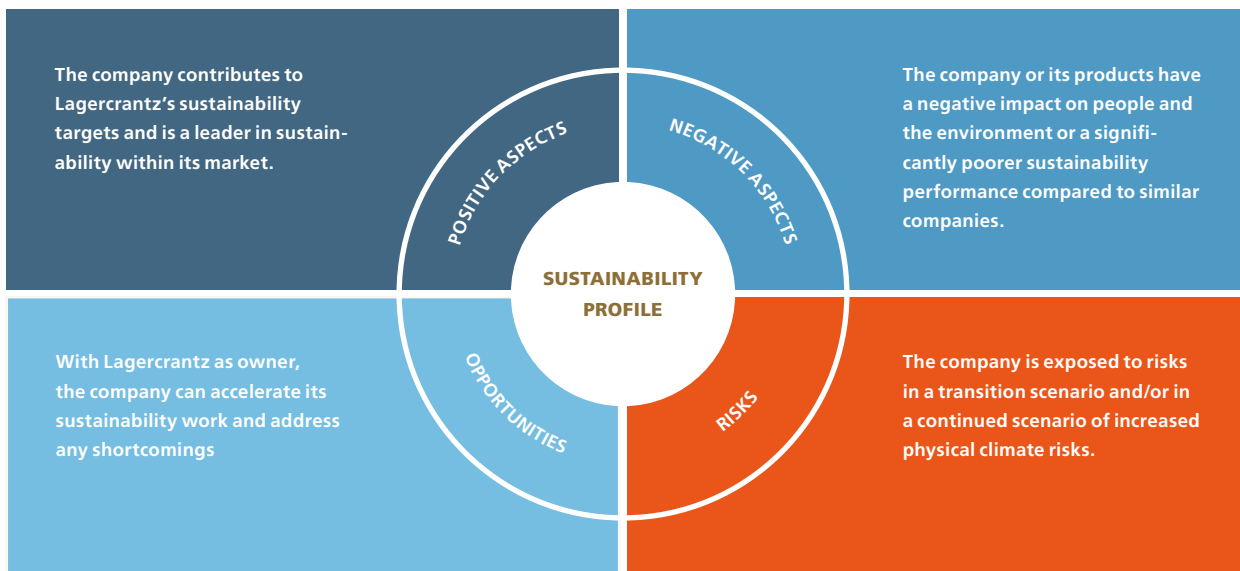 The company contributes to
Lagercrantz’s sustainability
targets and is a leader in sustain-
ability within its market.
POSITIVE ASPECTS
NEGATIVE ASPECTS
The company or its products have
a negative impact on people and
the environment or a signifi-
cantly poorer sustainability
performance compared to similar
companies.
SUSTAINABILITY
PROFILE
With Lagercrantz as owner,
the company can accelerate its
sustainability work and address
any shortcomings
OPPORTUNITIES
RISKS
The company is exposed to risks
in a transition scenario and/or in
a continued scenario of increased
physical climate risks.